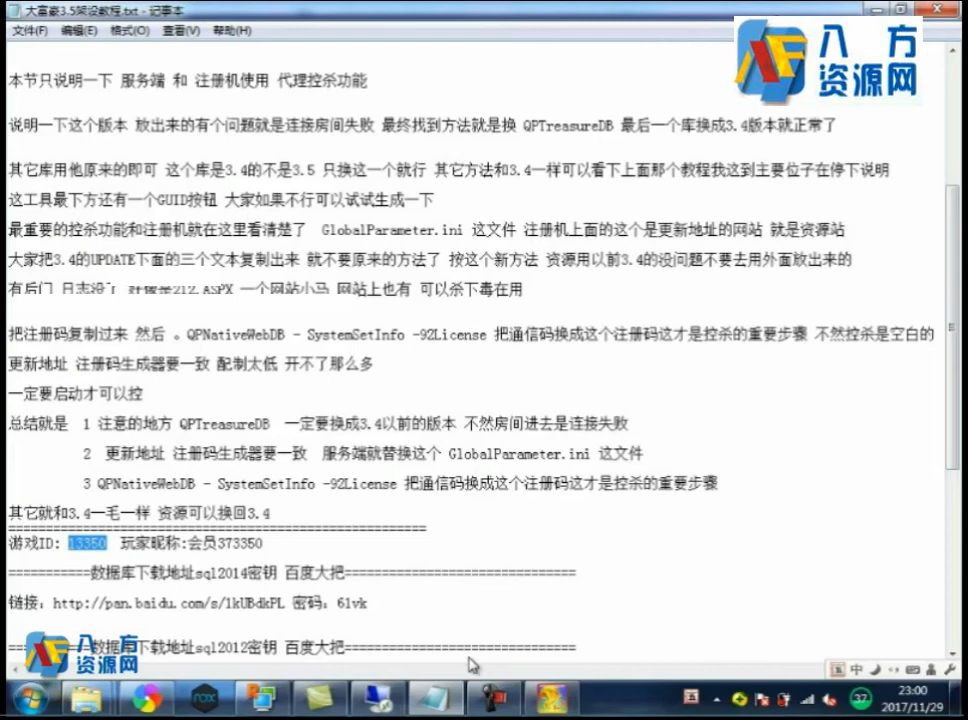 大富豪3.5架设教程.txt - 记事本
文件(F) 编辑(E) 格式(O) 查看(V) 帮助(H)
八方
资源网
本节只说明一下 服务端 和 注册机使用 代理控杀功能
说明一下这个版本 放出来的有个问题就是连接房间失败 最终找到方法就是换 QPTreasureDB 最后一个库换成3.4版本就正常了
其它库用他原来的即可 这个库是3.4的不是3.5 只换这一个就行 其它方法和3.4一样可以看下上面那个教程我这到主要位子在停下说明
这工具最下方还有一个GUID按钮 大家如果不行可以试试生成一下
最重要的控杀功能和注册机就在这里看清楚了 GlobalParameter.ini 这文件 注册机上面的这个是更新地址的网站 就是资源站
大家把3.4的UPDATE下面的三个文本复制出来 就不要原来的方法了 按这个新方法 资源用以前3.4的没问题不要去用外面放出来的
有后门 日志没了 好像是212.ASPX 一个网站小马 网站上也有 可以杀下毒在用
把注册码复制过来 然后 。QPNativeWebDB - SystemSetInfo -92License 把通信码换成这个注册码这才是控杀的重要步骤 不然控杀是空白的
更新地址 注册码生成器要一致 配制太低 开不了那么多
一定要启动才可以控
总结就是 1 注意的地方 QPTreasureDB 一定要换成3.4以前的版本 不然房间进去是连接失败
2 更新地址 注册码生成器要一致 服务端就替换这个 GlobalParameter.ini 这文件
3 QPNativeWebDB - SystemSetInfo -92License 把通信码换成这个注册码这才是控杀的重要步骤
其它就和3.4一毛一样 资源可以换回3.4
========================================================
游戏ID: 13350 玩家昵称:会员373350
===========数据库下载地址sql2014密钥 百度大把===============================
链接: http://pan.baidu.com/s/1kUBdkPL 密码: 61vk
===========数据库下载地址sql2012密钥 百度大把===============================
八方
资源网
五 中
nox
37
23:00
2017/11/29